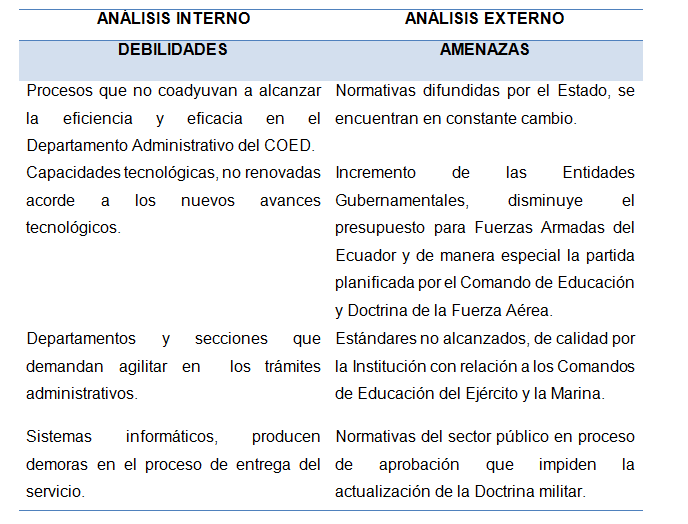 ANÁLISIS INTERNO
ANÁLISIS EXTERNO
DEBILIDADES
AMENAZAS
Procesos que no coadyuvan a alcanzar
la eficiencia y eficacia en el
Departamento Administrativo del COED.
Normativas difundidas por el Estado, se
encuentran en constante cambio.
Capacidades tecnológicas, no renovadas
acorde a los nuevos avances
tecnológicos.
Incremento de las Entidades
Gubernamentales, disminuye el
presupuesto para Fuerzas Armadas del
Ecuador y de manera especial la partida
planificada por el Comando de Educación
y Doctrina de la Fuerza Aérea.
Departamentos y secciones que
demandan agilitar en los trámites
administrativos.
Estándares no alcanzados, de calidad por
la Institución con relación a los Comandos
de Educación del Ejército y la Marina.
Sistemas informáticos, producen
demoras en el proceso de entrega del
servicio.
Normativas del sector público en proceso
de aprobación que impiden la
actualización de la Doctrina militar.